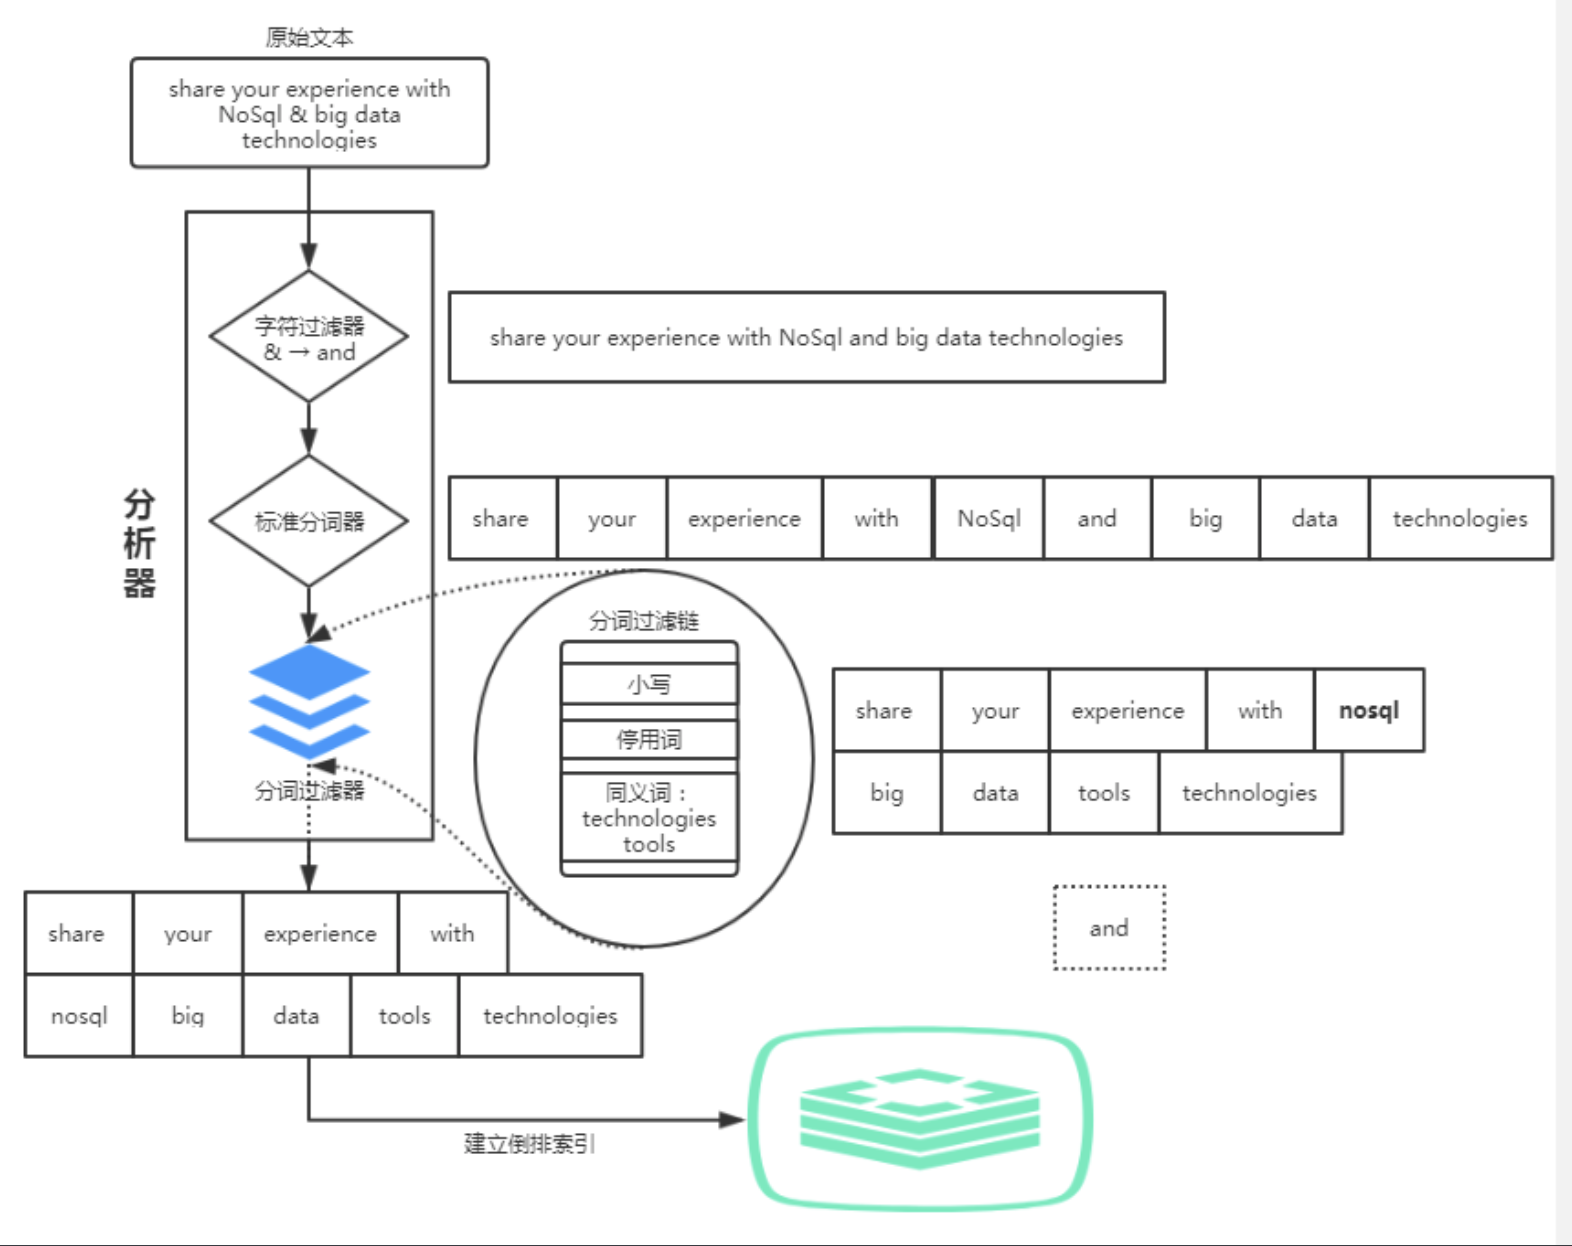 原始文本
share your experience with
NoSql & big data
technologies
字符过滤器
& → and
share your experience with NoSql and big data technologies
分
析
器
标准分词器
share your experience with NoSql and big data technologies
分词过滤链
小写
停用词
同义词：
technologies
tools
分词过滤器
share your experience with nosql
big data tools technologies
and
share your experience with
nosql big data tools technologies
建立倒排索引